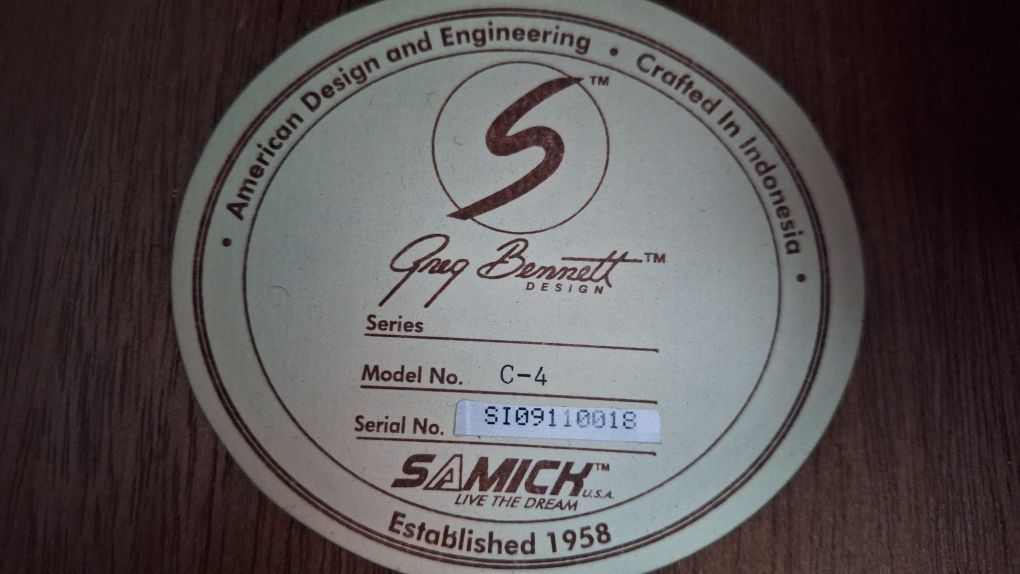 American Design and Engineering • Crafted In Indonesia
S™
Greg Bennett™
DESIGN
Series
Model No. C-4
Serial No. SI09110018
SAMICK™ U.S.A.
LIVE THE DREAM
Established 1958